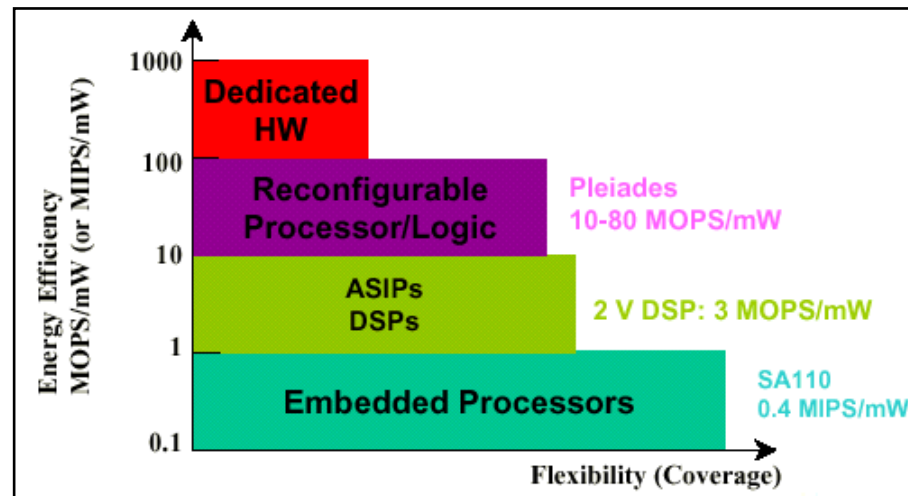 Energy Efficiency
MOPS/mW (or MIPS/mW)
1000
100
10
1
0.1
Dedicated
HW
Reconfigurable
Processor/Logic
Pleiades
10-80 MOPS/mW
ASIPs
DSPs
2 V DSP: 3 MOPS/mW
Embedded Processors
SA110
0.4 MIPS/mW
Flexibility (Coverage)